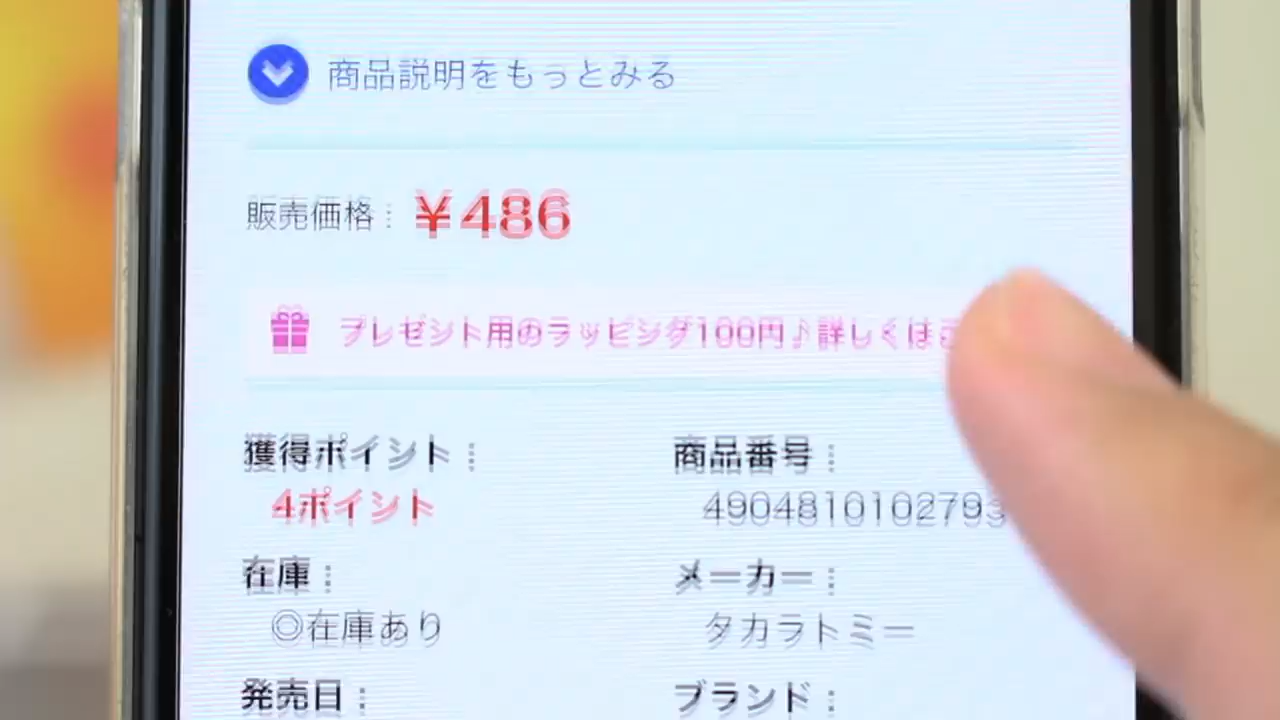 商品説明をもっとみる
販売価格：￥486
プレゼント用のラッピング100円♪詳しくはこ
獲得ポイント：
4ポイント
商品番号：
4904810102793
在庫：
◎在庫あり
メーカー：
タカラトミー
発売日：
ブランド：